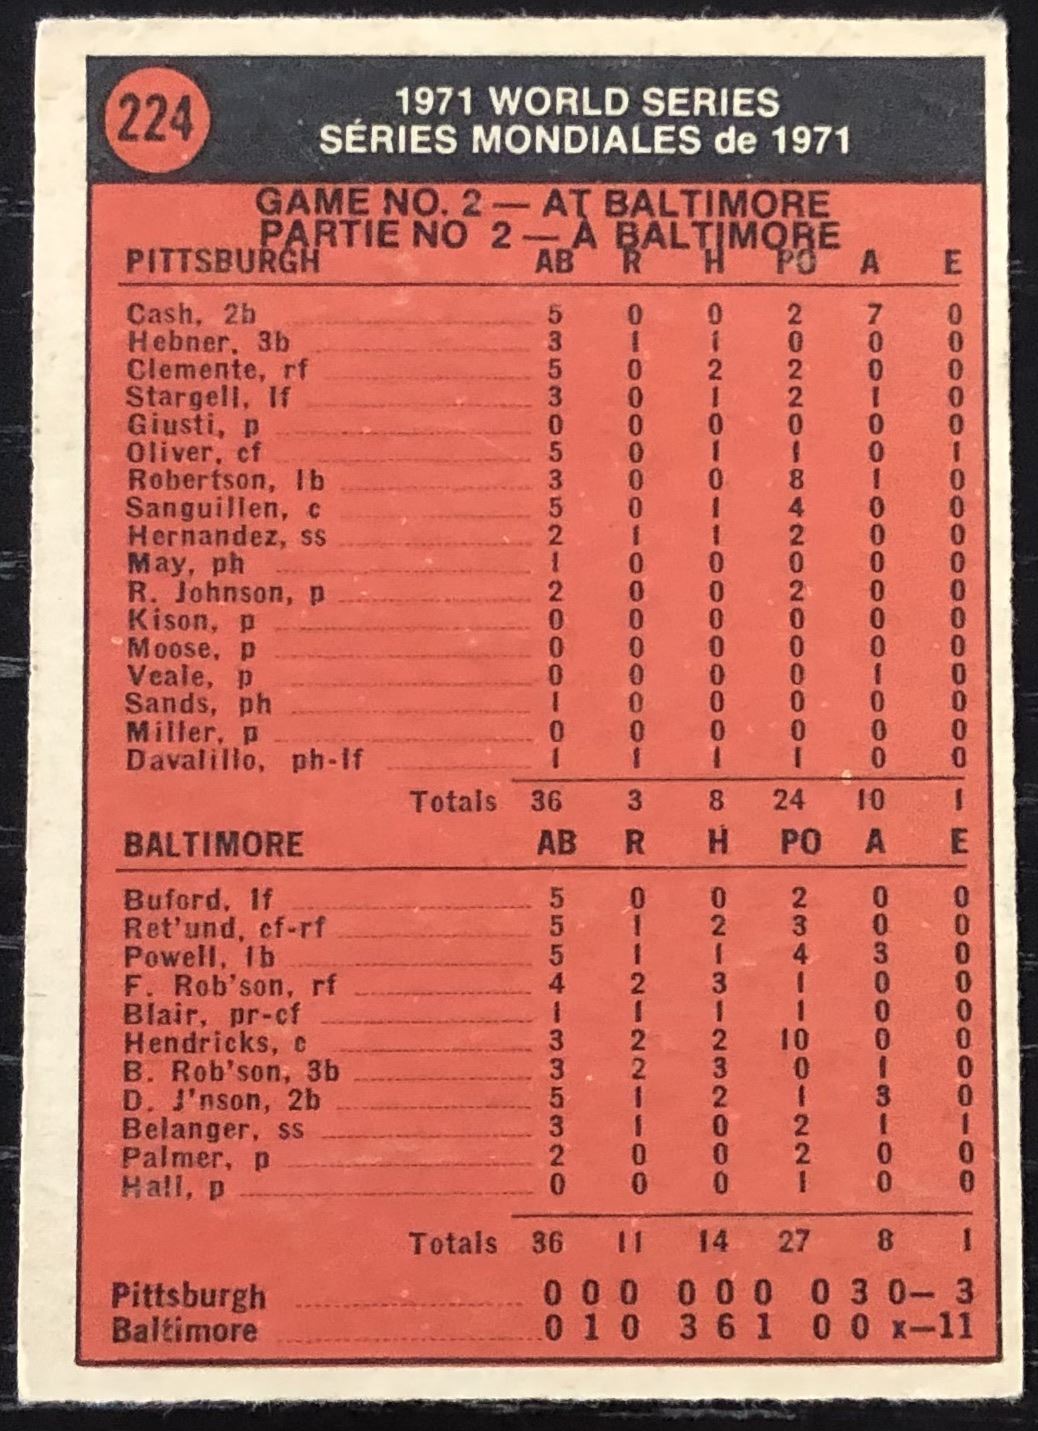 224
1971 WORLD SERIES
SÉRIES MONDIALES de 1971
GAME NO. 2 — AT BALTIMORE
PARTIE NO 2 — A BALTIMORE
PITTSBURGH AB R H PO A E
Cash, 2b 5 0 0 2 7 0
Hebner, 3b 3 1 1 0 0 0
Clemente, rf 5 0 2 2 0 0
Stargell, lf 3 0 1 2 1 0
Giusti, p 0 0 0 0 0 0
Oliver, cf 5 0 1 1 0 1
Robertson, 1b 3 0 0 8 1 0
Sanguillen, c 5 0 1 4 0 0
Hernandez, ss 2 1 1 2 0 0
May, ph 1 0 0 0 0 0
R. Johnson, p 2 0 0 2 0 0
Kison, p 0 0 0 0 0 0
Moose, p 0 0 0 0 0 0
Veale, p 0 0 0 0 1 0
Sands, ph 1 0 0 0 0 0
Miller, p 0 0 0 0 0 0
Davalillo, ph-lf 1 1 1 1 0 0
Totals 36 3 8 24 10 1
BALTIMORE AB R H PO A E
Buford, lf 5 0 0 2 0 0
Ret'und, cf-rf 5 1 2 3 0 0
Powell, 1b 5 1 1 4 3 0
F. Rob'son, rf 4 2 3 1 0 0
Blair, pr-cf 1 1 1 1 0 0
Hendricks, c 3 2 2 10 0 0
B. Rob'son, 3b 3 2 3 0 1 0
D. J'nson, 2b 5 1 2 1 3 0
Belanger, ss 3 1 0 2 1 1
Palmer, p 2 0 0 2 0 0
Hall, p 0 0 0 1 0 0
Totals 36 11 14 27 8 1
Pittsburgh 0 0 0 0 0 0 0 3 0— 3
Baltimore 0 1 0 3 6 1 0 0 x—11